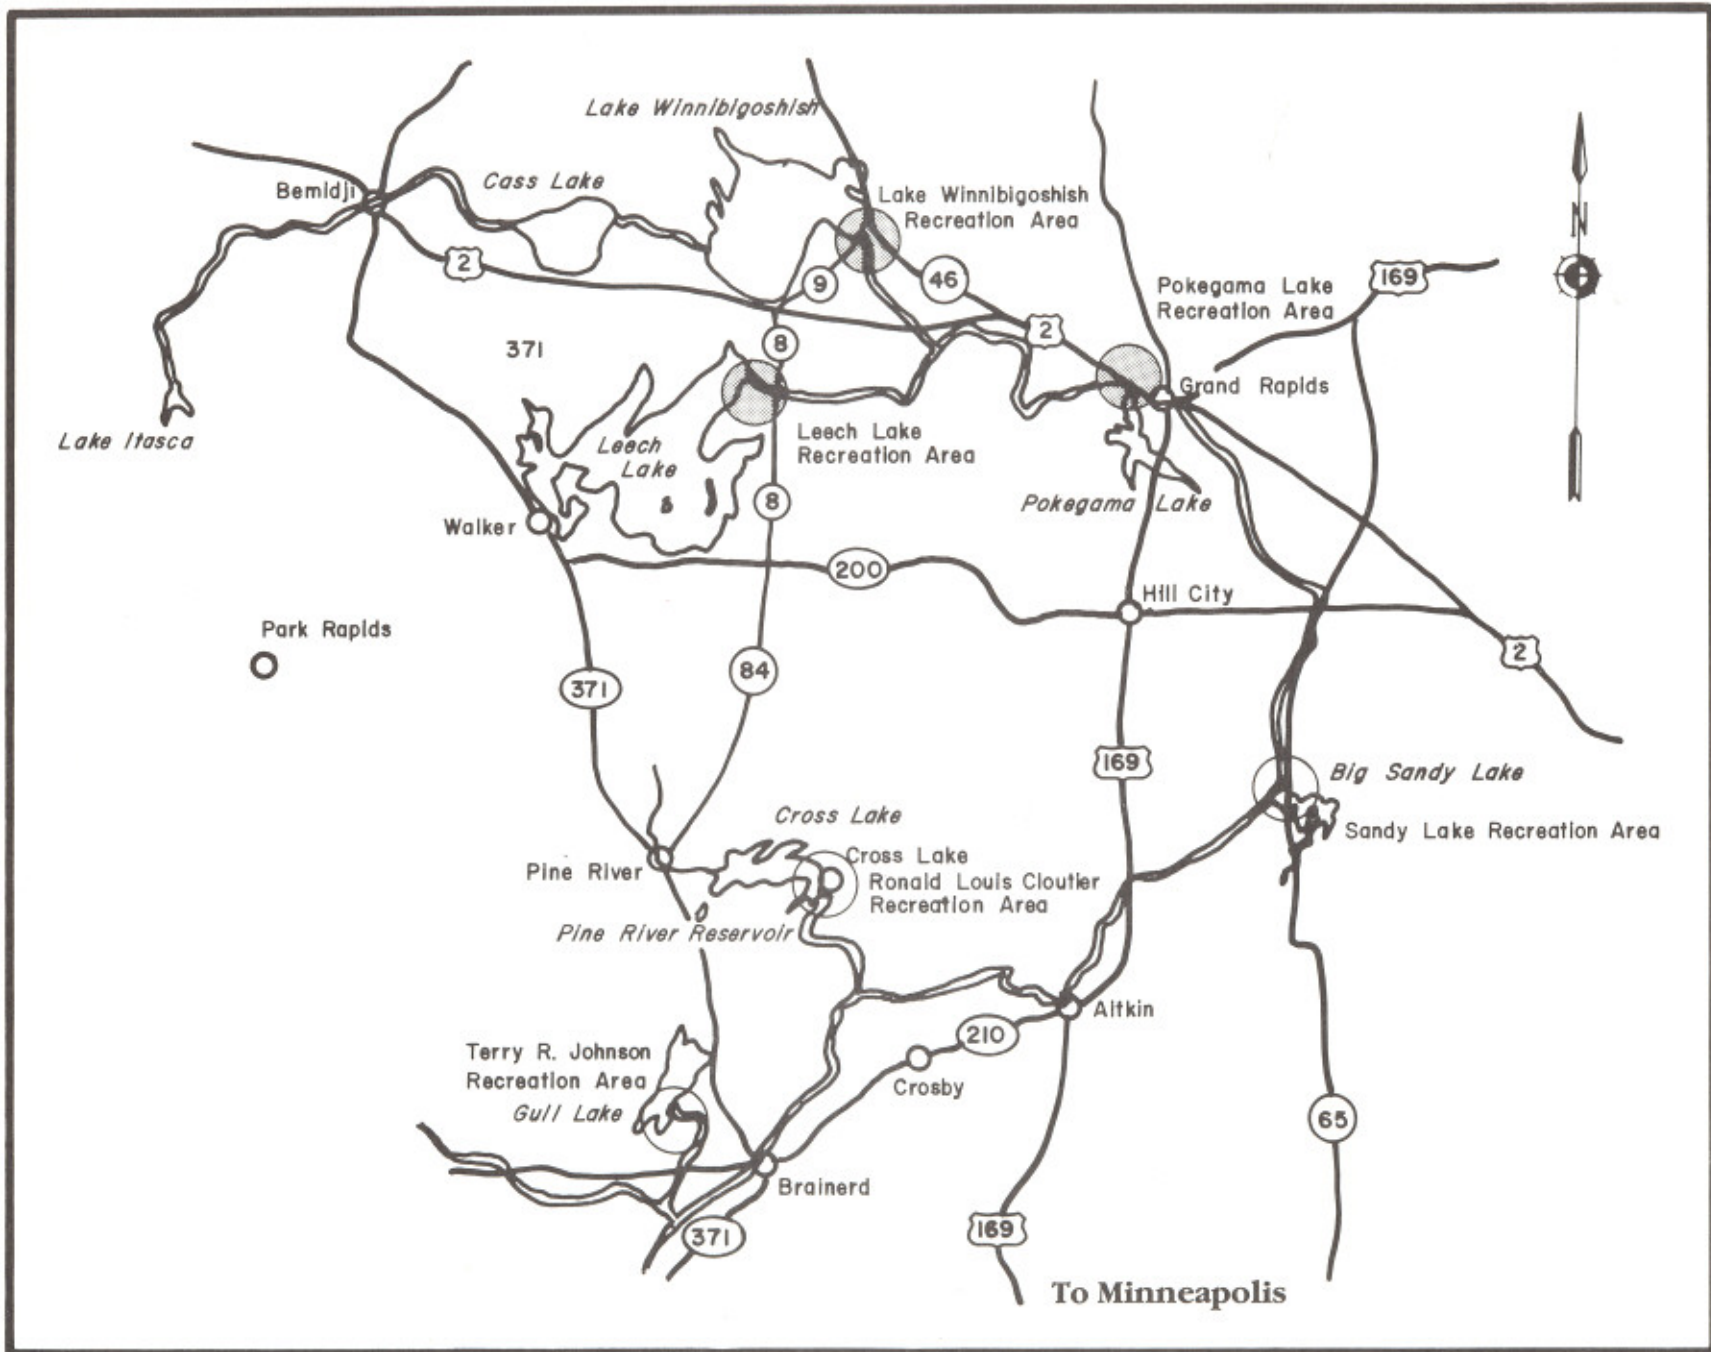 Lake Winnibigoshish
Bemidji
Cass Lake
Lake Winnibigoshish
Recreation Area
N
2
9
46
Pokegama Lake
Recreation Area
169
371
8
2
Grand Rapids
Lake Itasca
Leech
Lake
Leech Lake
Recreation Area
Walker
8
Pokegama Lake
200
Hill City
Park Rapids
371
84
2
169
Big Sandy Lake
Cross Lake
Sandy Lake Recreation Area
Pine River
Cross Lake
Ronald Louis Cloutier
Recreation Area
Pine River Reservoir
Aitkin
210
Terry R. Johnson
Recreation Area
Crosby
Gull Lake
65
Brainerd
371
169
To Minneapolis